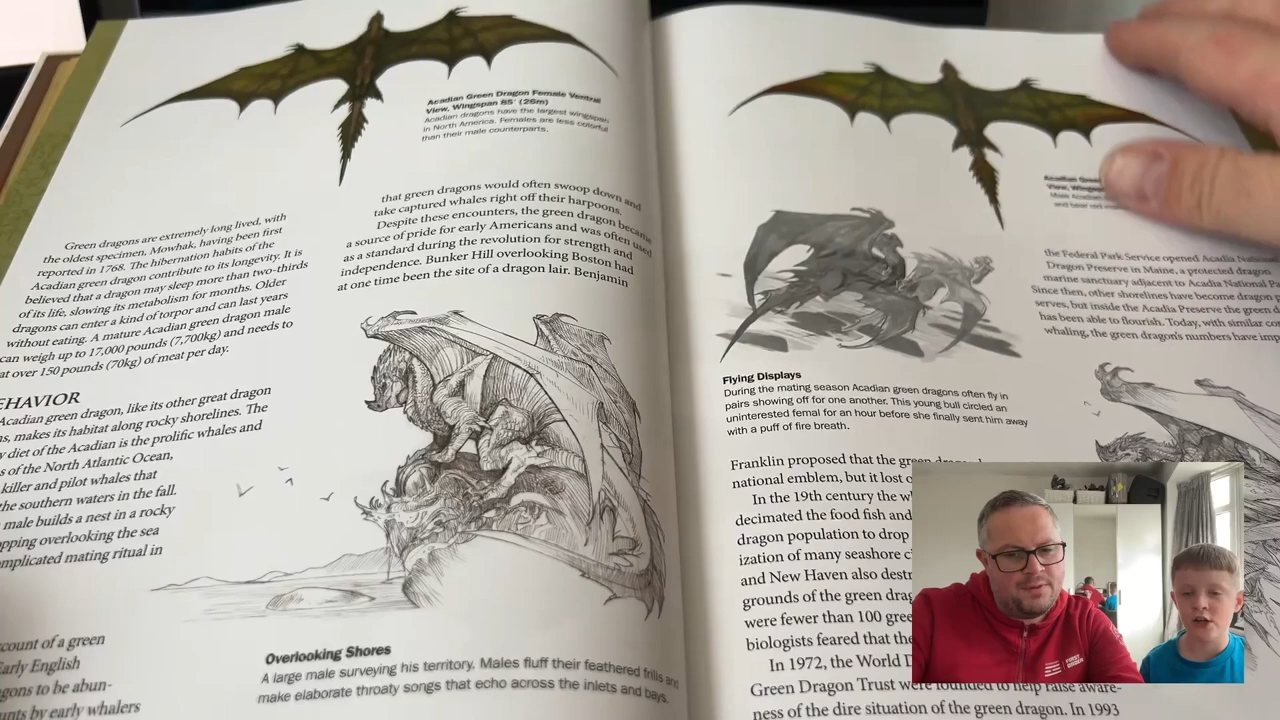 Acadian Green Dragon Female Ventral
View, Wingspan 85' (26m)
Acadian dragons have the largest wingspan
in North America. Females are less colorful
than their male counterparts.
Green dragons are extremely long lived, with
the oldest specimen, Mowhak, having been first
reported in 1768. The hibernation habits of the
Acadian green dragon contribute to its longevity. It is
believed that a dragon may sleep more than two-thirds
of its life, slowing its metabolism for months. Older
dragons can enter a kind of torpor and can last years
without eating. A mature Acadian green dragon male
can weigh up to 17,000 pounds (7,700kg) and needs to
at over 150 pounds (70kg) of meat per day.
EHAVIOR
Acadian green dragon, like its other great dragon
ns, makes its habitat along rocky shorelines. The
y diet of the Acadian is the prolific whales and
s of the North Atlantic Ocean,
killer and pilot whales that
the southern waters in the fall.
male builds a nest in a rocky
pping overlooking the sea
mplicated mating ritual in
ccount of a green
Early English
gons to be abun-
unts by early whalers
that green dragons would often swoop down and
take captured whales right off their harpoons.
Despite these encounters, the green dragon became
a source of pride for early Americans and was often used
as a standard during the revolution for strength and
independence. Bunker Hill overlooking Boston had
at one time been the site of a dragon lair. Benjamin
Overlooking Shores
A large male surveying his territory. Males fluff their feathered frills and
make elaborate throaty songs that echo across the inlets and bays.
Acadian Gree
View, Wingsp
Male Acadian
and bear red
Flying Displays
During the mating season Acadian green dragons often fly in
pairs showing off for one another. This young bull circled an
uninterested femal for an hour before she finally sent him away
with a puff of fire breath.
Franklin proposed that the green dragon
national emblem, but it lost
In the 19th century the w
decimated the food fish and
dragon population to drop
ization of many seashore ci
and New Haven also destr
grounds of the green drag
were fewer than 100 gree
biologists feared that the
In 1972, the World D
Green Dragon Trust were founded to help raise aware-
ness of the dire situation of the green dragon. In 1993
the Federal Park Service opened Acadia National
Dragon Preserve in Maine, a protected dragon
marine sanctuary adjacent to Acadia National Pa
Since then, other shorelines have become dragon
serves, but inside the Acadia Preserve the green d
has been able to flourish. Today, with similar co
whaling, the green dragon's numbers have imp
FIRST
ORDER